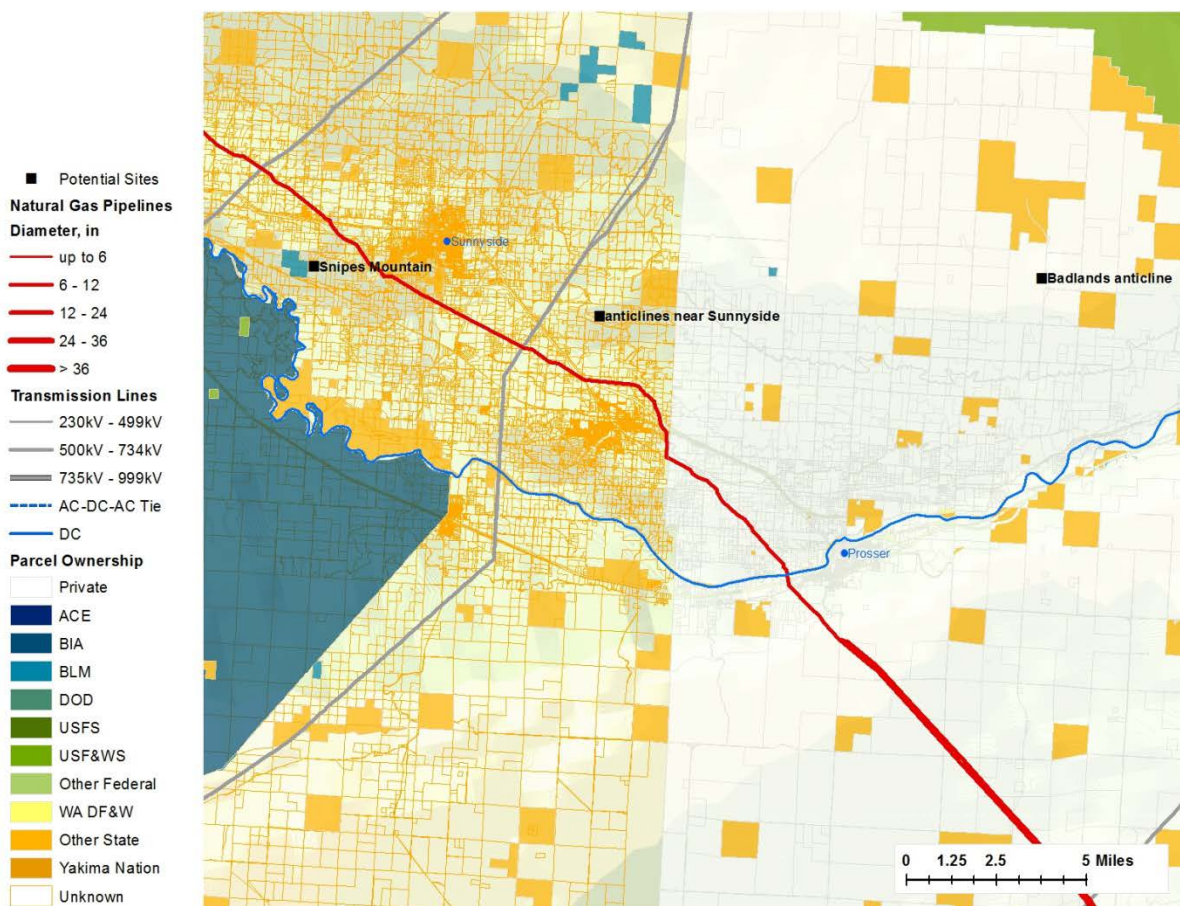 Potential Sites
Natural Gas Pipelines
Diameter, in
up to 6
6 - 12
12 - 24
24 - 36
> 36
Transmission Lines
230kV - 499kV
500kV - 734kV
735kV - 999kV
AC-DC-AC Tie
DC
Parcel Ownership
Private
ACE
BIA
BLM
DOD
USFS
USF&WS
Other Federal
WA DF&W
Other State
Yakima Nation
Unknown
Sunnyside
Snipes Mountain
Badlands anticline
anticlines near Sunnyside
Prosser
0 1.25 2.5 5 Miles